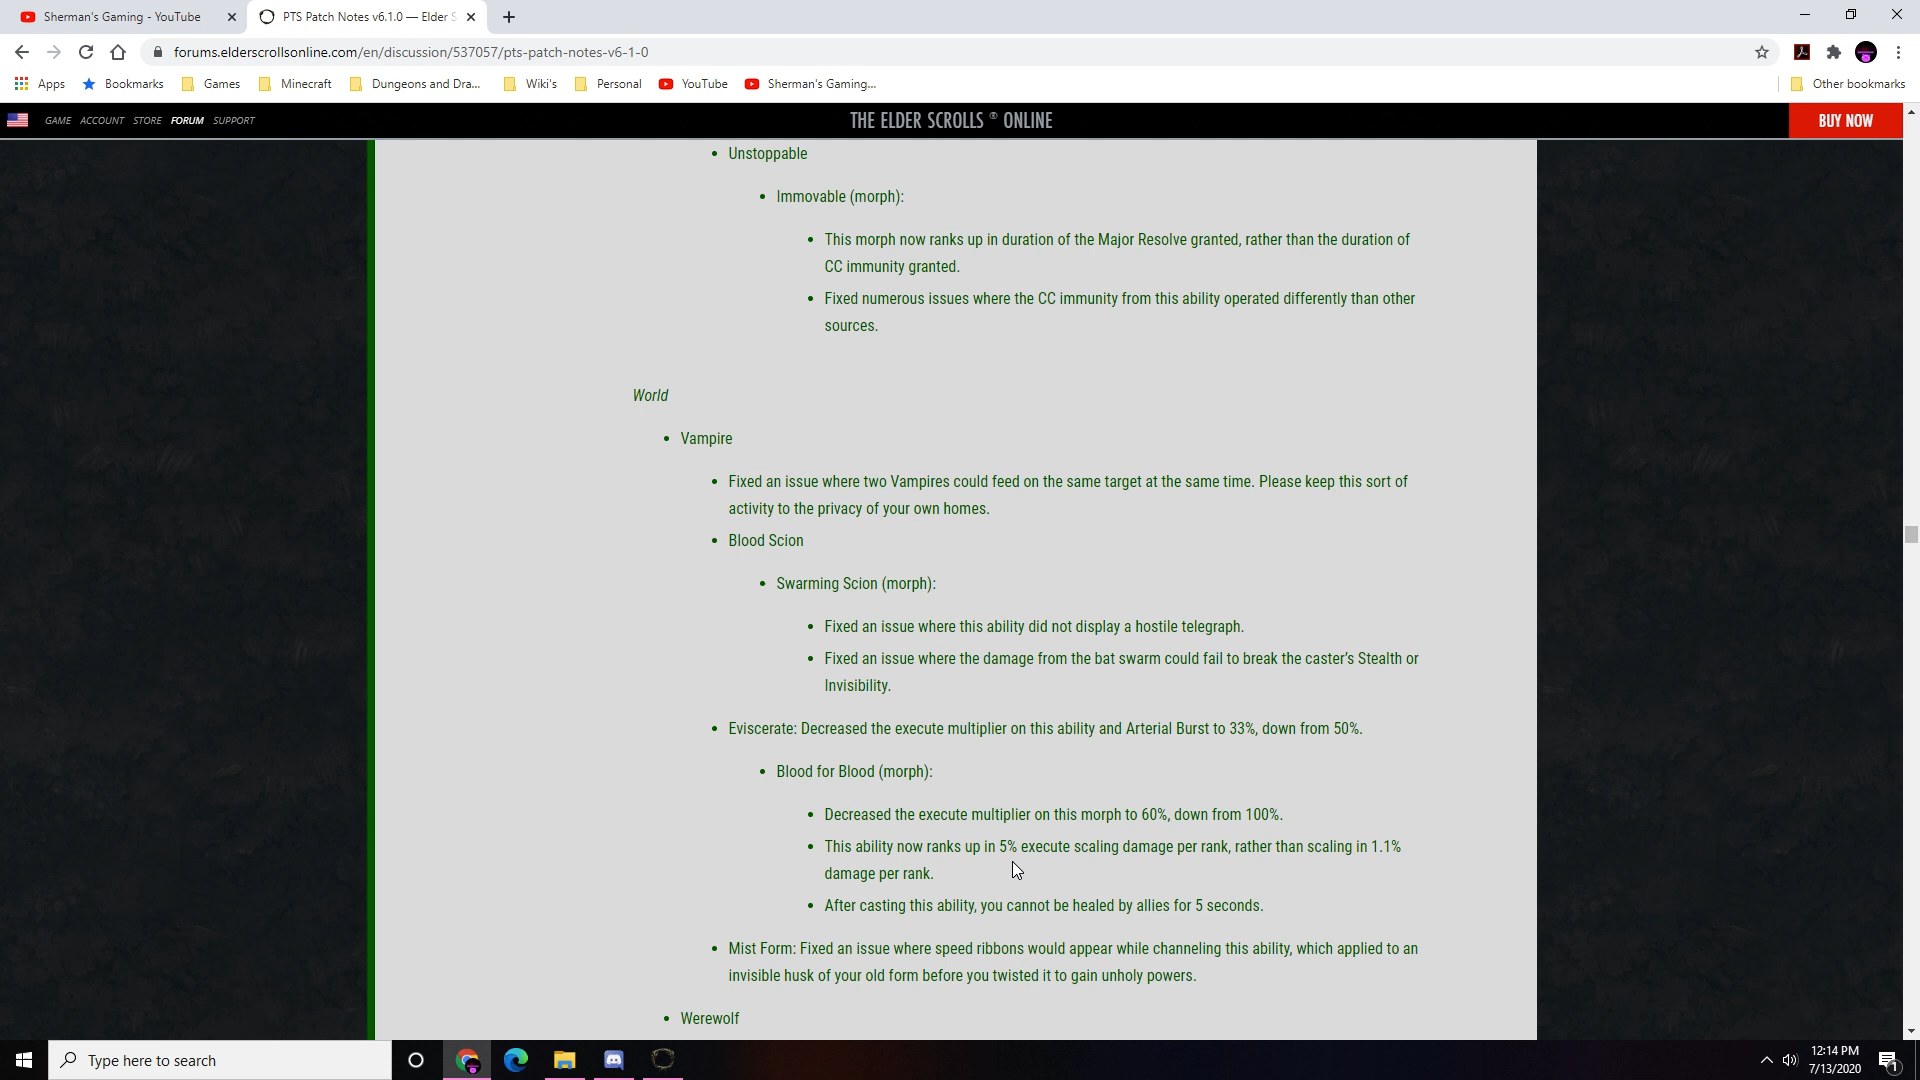 Sherman's Gaming - YouTube
PTS Patch Notes v6.1.0 — Elder S
forums.elderscrollsonline.com/en/discussion/537057/pts-patch-notes-v6-1-0
Apps
Bookmarks
Games
Minecraft
Dungeons and Dra...
Wiki's
Personal
YouTube
Sherman's Gaming...
Other bookmarks
GAME ACCOUNT STORE FORUM SUPPORT
THE ELDER SCROLLS ® ONLINE
BUY NOW
• Unstoppable
• Immovable (morph):
• This morph now ranks up in duration of the Major Resolve granted, rather than the duration of
CC immunity granted.
• Fixed numerous issues where the CC immunity from this ability operated differently than other
sources.
World
• Vampire
• Fixed an issue where two Vampires could feed on the same target at the same time. Please keep this sort of
activity to the privacy of your own homes.
• Blood Scion
• Swarming Scion (morph):
• Fixed an issue where this ability did not display a hostile telegraph.
• Fixed an issue where the damage from the bat swarm could fail to break the caster's Stealth or
Invisibility.
• Eviscerate: Decreased the execute multiplier on this ability and Arterial Burst to 33%, down from 50%.
• Blood for Blood (morph):
• Decreased the execute multiplier on this morph to 60%, down from 100%.
• This ability now ranks up in 5% execute scaling damage per rank, rather than scaling in 1.1%
damage per rank.
• After casting this ability, you cannot be healed by allies for 5 seconds.
• Mist Form: Fixed an issue where speed ribbons would appear while channeling this ability, which applied to an
invisible husk of your old form before you twisted it to gain unholy powers.
• Werewolf
Type here to search
12:14 PM
7/13/2020
1